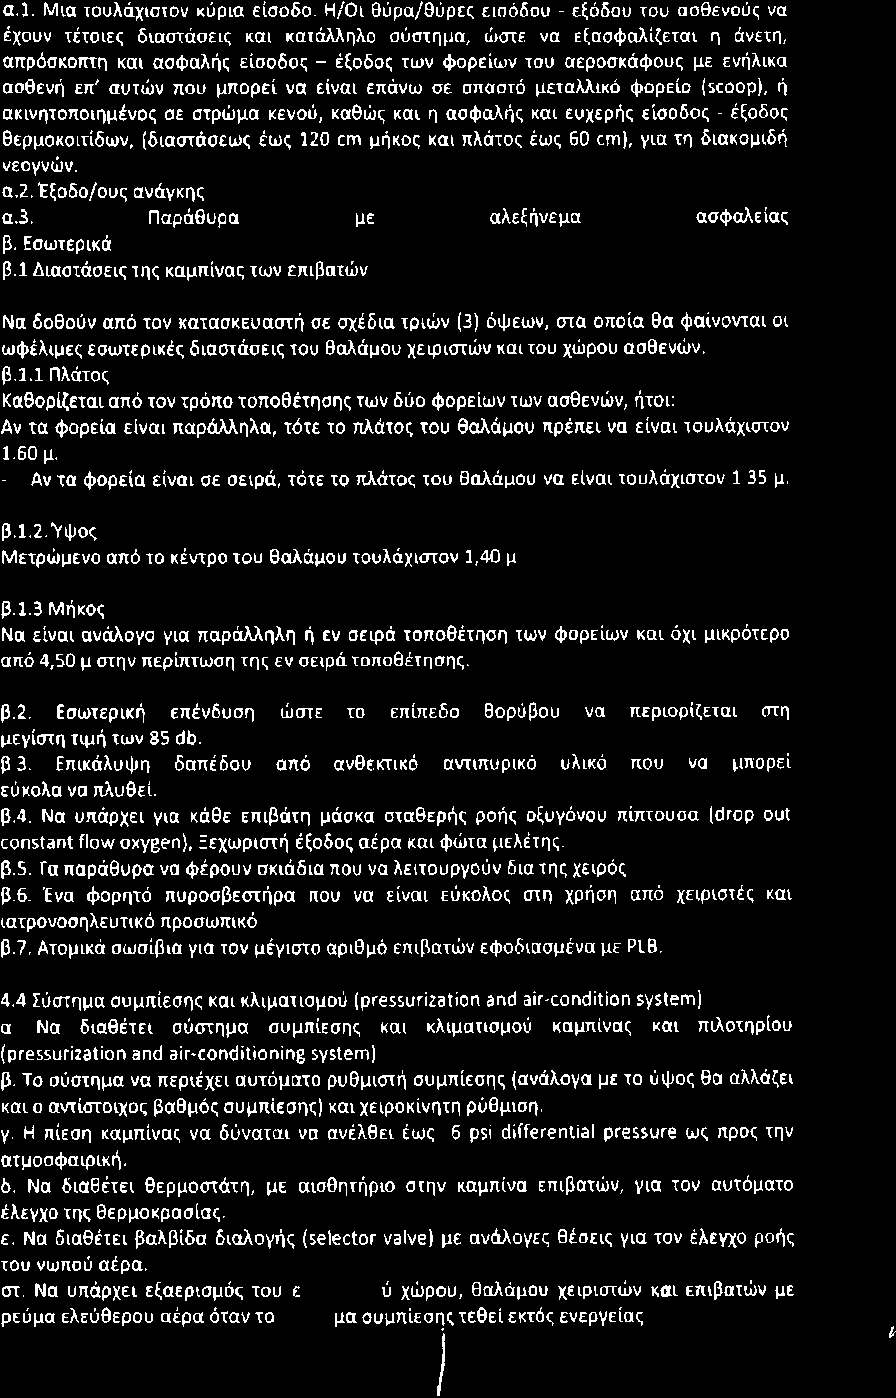 α.1. Μια τουλάχιστον κύρια είσοδο. Η/Οι θύρα/θύρες εισόδου - εξόδου του ασθενούς να
έχουν τέτοιες διαστάσεις και κατάλληλο σύστημα, ώστε να εξασφαλίζεται η άνετη,
απρόσκοπτη και ασφαλής είσοδος – έξοδος των φορείων του αεροσκάφους με ενήλικα
ασθενή επ' αυτών που μπορεί να είναι επάνω σε σπαστό μεταλλικό φορείο (scoop), ή
ακινητοποιημένος σε στρώμα κενού, καθώς και η ασφαλής και ευχερής είσοδος - έξοδος
θερμοκοιτίδων, (διαστάσεως έως 120 cm μήκος και πλάτος έως 60 cm), για τη διακομιδή
νεογνών.
α.2. Έξοδο/ους ανάγκης
α.3. Παράθυρα με αλεξήνεμα ασφαλείας
β. Εσωτερικά
β.1 Διαστάσεις της καμπίνας των επιβατών
Να δοθούν από τον κατασκευαστή σε σχέδια τριών (3) όψεων, στα οποία θα φαίνονται οι
ωφέλιμες εσωτερικές διαστάσεις του θαλάμου χειριστών και του χώρου ασθενών.
β.1.1 Πλάτος
Καθορίζεται από τον τρόπο τοποθέτησης των δύο φορείων των ασθενών, ήτοι:
Αν τα φορεία είναι παράλληλα, τότε το πλάτος του θαλάμου πρέπει να είναι τουλάχιστον
1.60 μ.
- Αν τα φορεία είναι σε σειρά, τότε το πλάτος του θαλάμου να είναι τουλάχιστον 1 35 μ.
β.1.2. Ύψος
Μετρώμενο από το κέντρο του θαλάμου τουλάχιστον 1,40 μ
β.1.3 Μήκος
Να είναι ανάλογο για παράλληλη ή εν σειρά τοποθέτηση των φορείων και όχι μικρότερο
από 4,50 μ στην περίπτωση της εν σειρά τοποθέτησης.
β.2. Εσωτερική επένδυση ώστε το επίπεδο θορύβου να περιορίζεται στη
μεγίστη τιμή των 85 db.
β 3. Επικάλυψη δαπέδου από ανθεκτικό αντιπυρικό υλικό που να μπορεί
εύκολα να πλυθεί.
β.4. Να υπάρχει για κάθε επιβάτη μάσκα σταθερής ροής οξυγόνου πίπτουσα (drop out
constant flow oxygen), Ξεχωριστή έξοδος αέρα και φώτα μελέτης.
β.5. Τα παράθυρα να φέρουν σκιάδια που να λειτουργούν δια της χειρός
β.6. Ένα φορητό πυροσβεστήρα που να είναι εύκολος στη χρήση από χειριστές και
ιατρονοσηλευτικό προσωπικό
β.7. Ατομικά σωσίβια για τον μέγιστο αριθμό επιβατών εφοδιασμένα με PLB.
4.4 Σύστημα συμπίεσης και κλιματισμού (pressurization and air-condition system)
α Να διαθέτει σύστημα συμπίεσης και κλιματισμού καμπίνας και πιλοτηρίου
(pressurization and air-conditioning system)
β. Το σύστημα να περιέχει αυτόματο ρυθμιστή συμπίεσης (ανάλογα με το ύψος θα αλλάζει
και ο αντίστοιχος βαθμός συμπίεσης) και χειροκίνητη ρύθμιση.
γ. Η πίεση καμπίνας να δύναται να ανέλθει έως 6 psi differential pressure ως προς την
ατμοσφαιρική.
δ. Να διαθέτει θερμοστάτη, με αισθητήριο στην καμπίνα επιβατών, για τον αυτόματο
έλεγχο της θερμοκρασίας.
ε. Να διαθέτει βαλβίδα διαλογής (selector valve) με ανάλογες θέσεις για τον έλεγχο ροής
του νωπού αέρα.
στ. Να υπάρχει εξαερισμός του ε ύ χώρου, θαλάμου χειριστών και επιβατών με
ρεύμα ελεύθερου αέρα όταν το μα συμπίεσης τεθεί εκτός ενεργείας